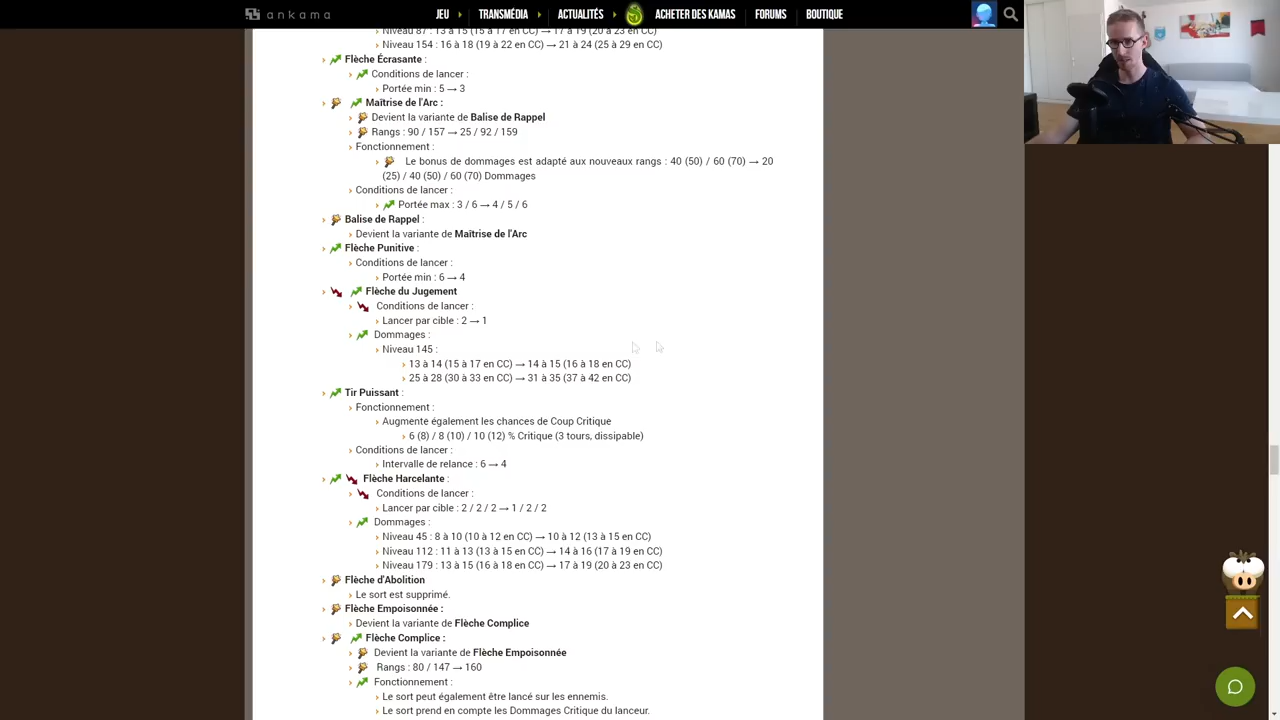 ankama
JEU
TRANSMÉDIA
ACTUALITÉS
ACHETER DES KAMAS
FORUMS
BOUTIQUE
Niveau 87 : 13 à 15 (15 à 17 en CC) → 17 à 19 (20 à 23 en CC)
Niveau 154 : 16 à 18 (19 à 22 en CC) → 21 à 24 (25 à 29 en CC)
Flèche Écrasante :
Conditions de lancer :
Portée min : 5 → 3
Maîtrise de l'Arc :
Devient la variante de Balise de Rappel
Rangs : 90 / 157 → 25 / 92 / 159
Fonctionnement :
Le bonus de dommages est adapté aux nouveaux rangs : 40 (50) / 60 (70) → 20
(25) / 40 (50) / 60 (70) Dommages
Conditions de lancer :
Portée max : 3 / 6 → 4 / 5 / 6
Balise de Rappel :
Devient la variante de Maîtrise de l'Arc
Flèche Punitive :
Conditions de lancer :
Portée min : 6 → 4
Flèche du Jugement
Conditions de lancer :
Lancer par cible : 2 → 1
Dommages :
Niveau 145 :
13 à 14 (15 à 17 en CC) → 14 à 15 (16 à 18 en CC)
25 à 28 (30 à 33 en CC) → 31 à 35 (37 à 42 en CC)
Tir Puissant :
Fonctionnement :
Augmente également les chances de Coup Critique
6 (8) / 8 (10) / 10 (12) % Critique (3 tours, dissipable)
Conditions de lancer :
Intervalle de relance : 6 → 4
Flèche Harcelante :
Conditions de lancer :
Lancer par cible : 2 / 2 / 2 → 1 / 2 / 2
Dommages :
Niveau 45 : 8 à 10 (10 à 12 en CC) → 10 à 12 (13 à 15 en CC)
Niveau 112 : 11 à 13 (13 à 15 en CC) → 14 à 16 (17 à 19 en CC)
Niveau 179 : 13 à 15 (16 à 18 en CC) → 17 à 19 (20 à 23 en CC)
Flèche d'Abolition
Le sort est supprimé.
Flèche Empoisonnée :
Devient la variante de Flèche Complice
Flèche Complice :
Devient la variante de Flèche Empoisonnée
Rangs : 80 / 147 → 160
Fonctionnement :
Le sort peut également être lancé sur les ennemis.
Le sort prend en compte les Dommages Critique du lanceur.